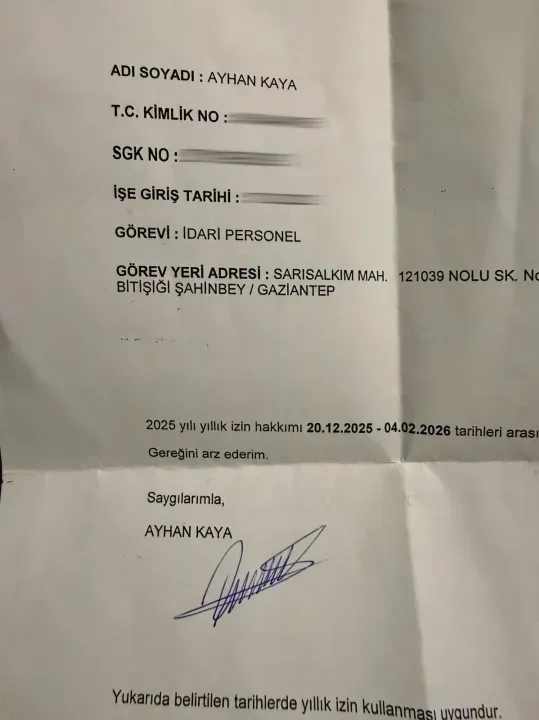 ADI SOYADI : AYHAN KAYA
T.C. KİMLİK NO :
SGK NO :
İŞE GİRİŞ TARİHİ :
GÖREVİ : İDARİ PERSONEL
GÖREV YERİ ADRESİ : SARISALKIM MAH. 121039 NOLU SK. No
BİTİŞİĞİ ŞAHİNBEY / GAZİANTEP
2025 yılı yıllık izin hakkımı 20.12.2025 - 04.02.2026 tarihleri arası
Gereğini arz ederim.
Saygılarımla,
AYHAN KAYA
Yukarıda belirtilen tarihlerde yıllık izin kullanması uygundur.